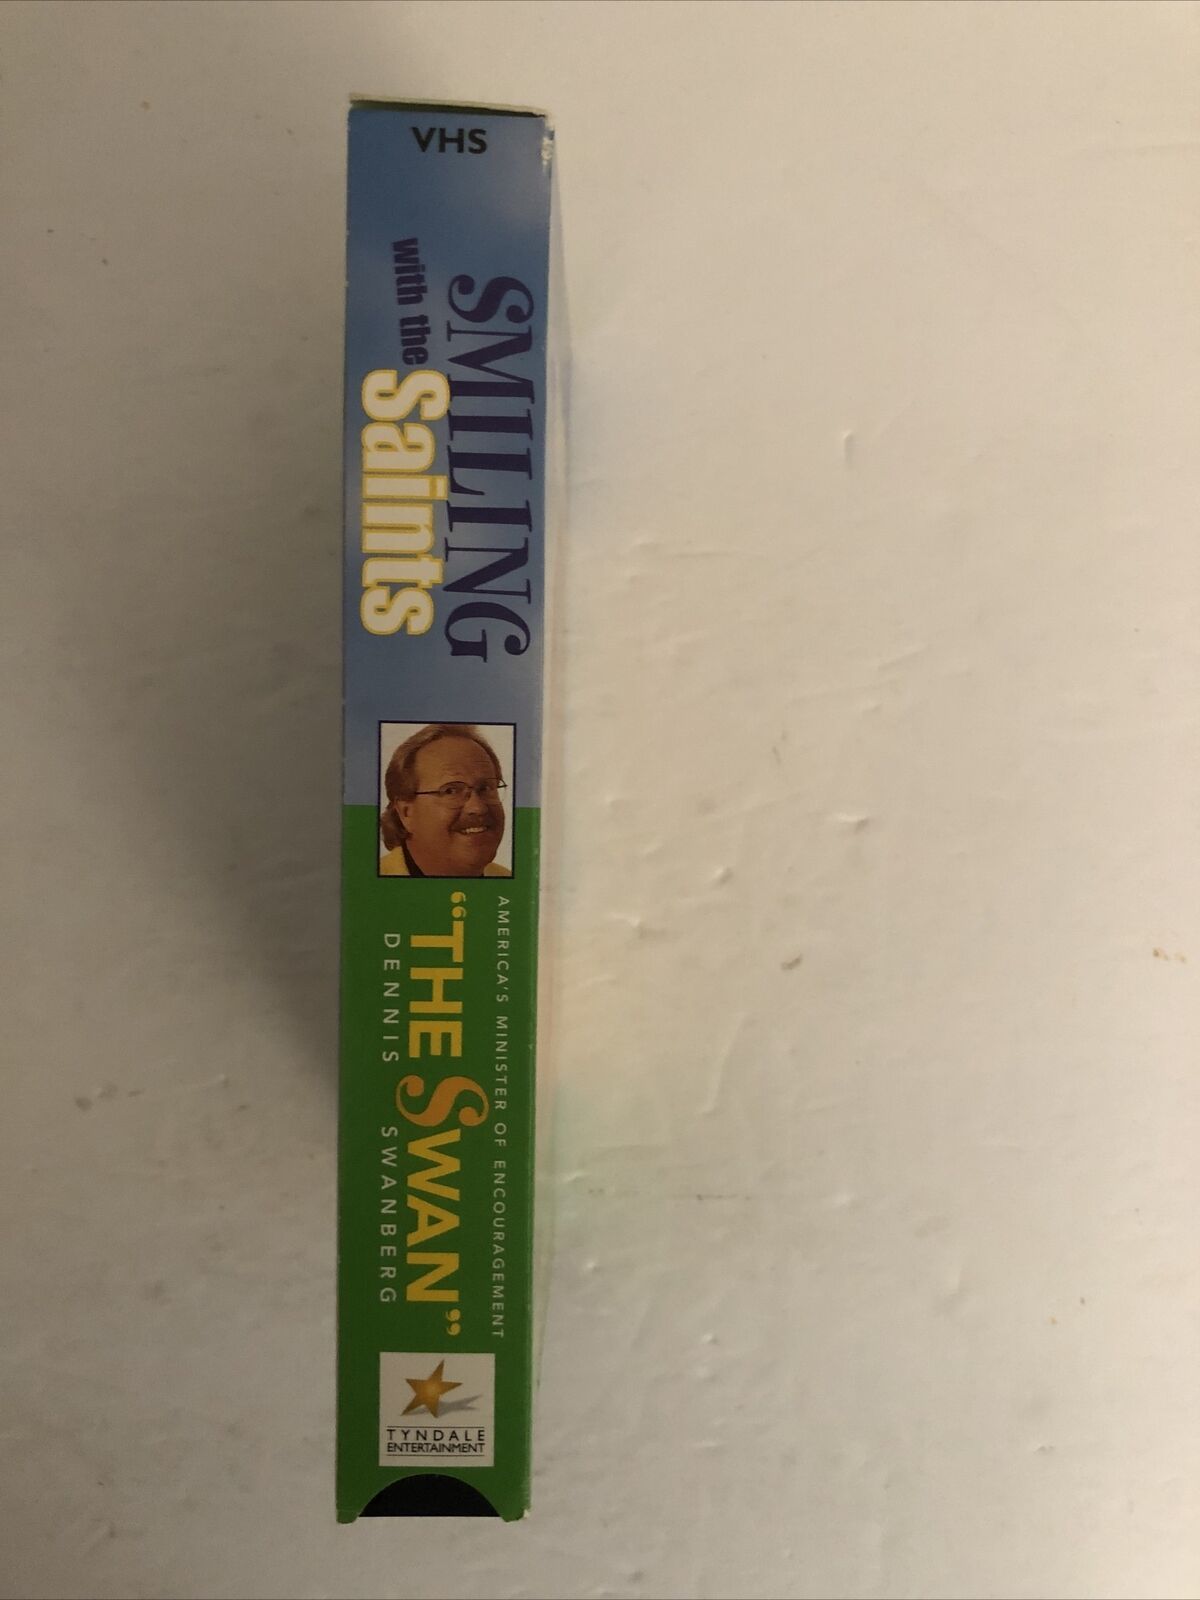 VHS
SMILING
with the
Saints
AMERICA'S MINISTER OF ENCOURAGEMENT
“THE SWAN”
DENNIS SWANBERG
TYNDALE
ENTERTAINMENT